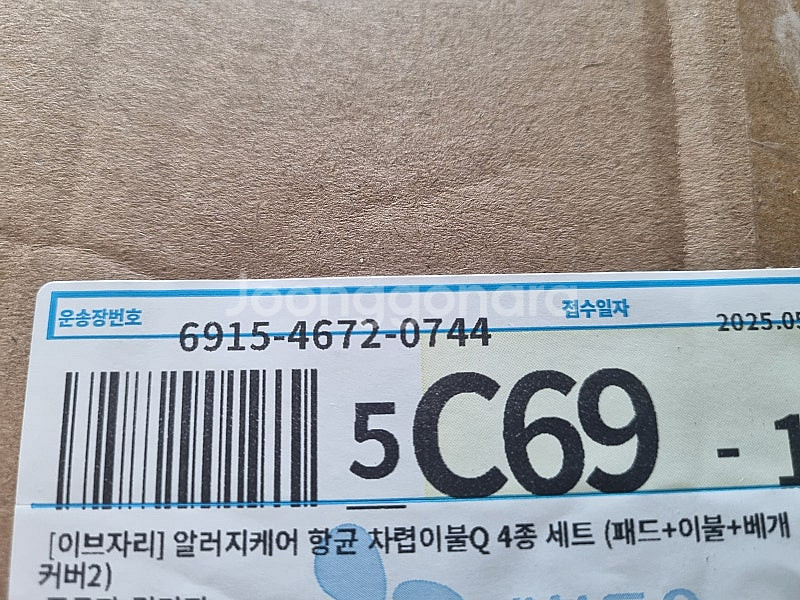 Joonggonara
운송장번호 6915-4672-0744 접수일자 2025.05
5C69 - 1
[이브자리] 알러지케어 항균 차렵이불Q 4종 세트 (패드+이불+베개
커버2)